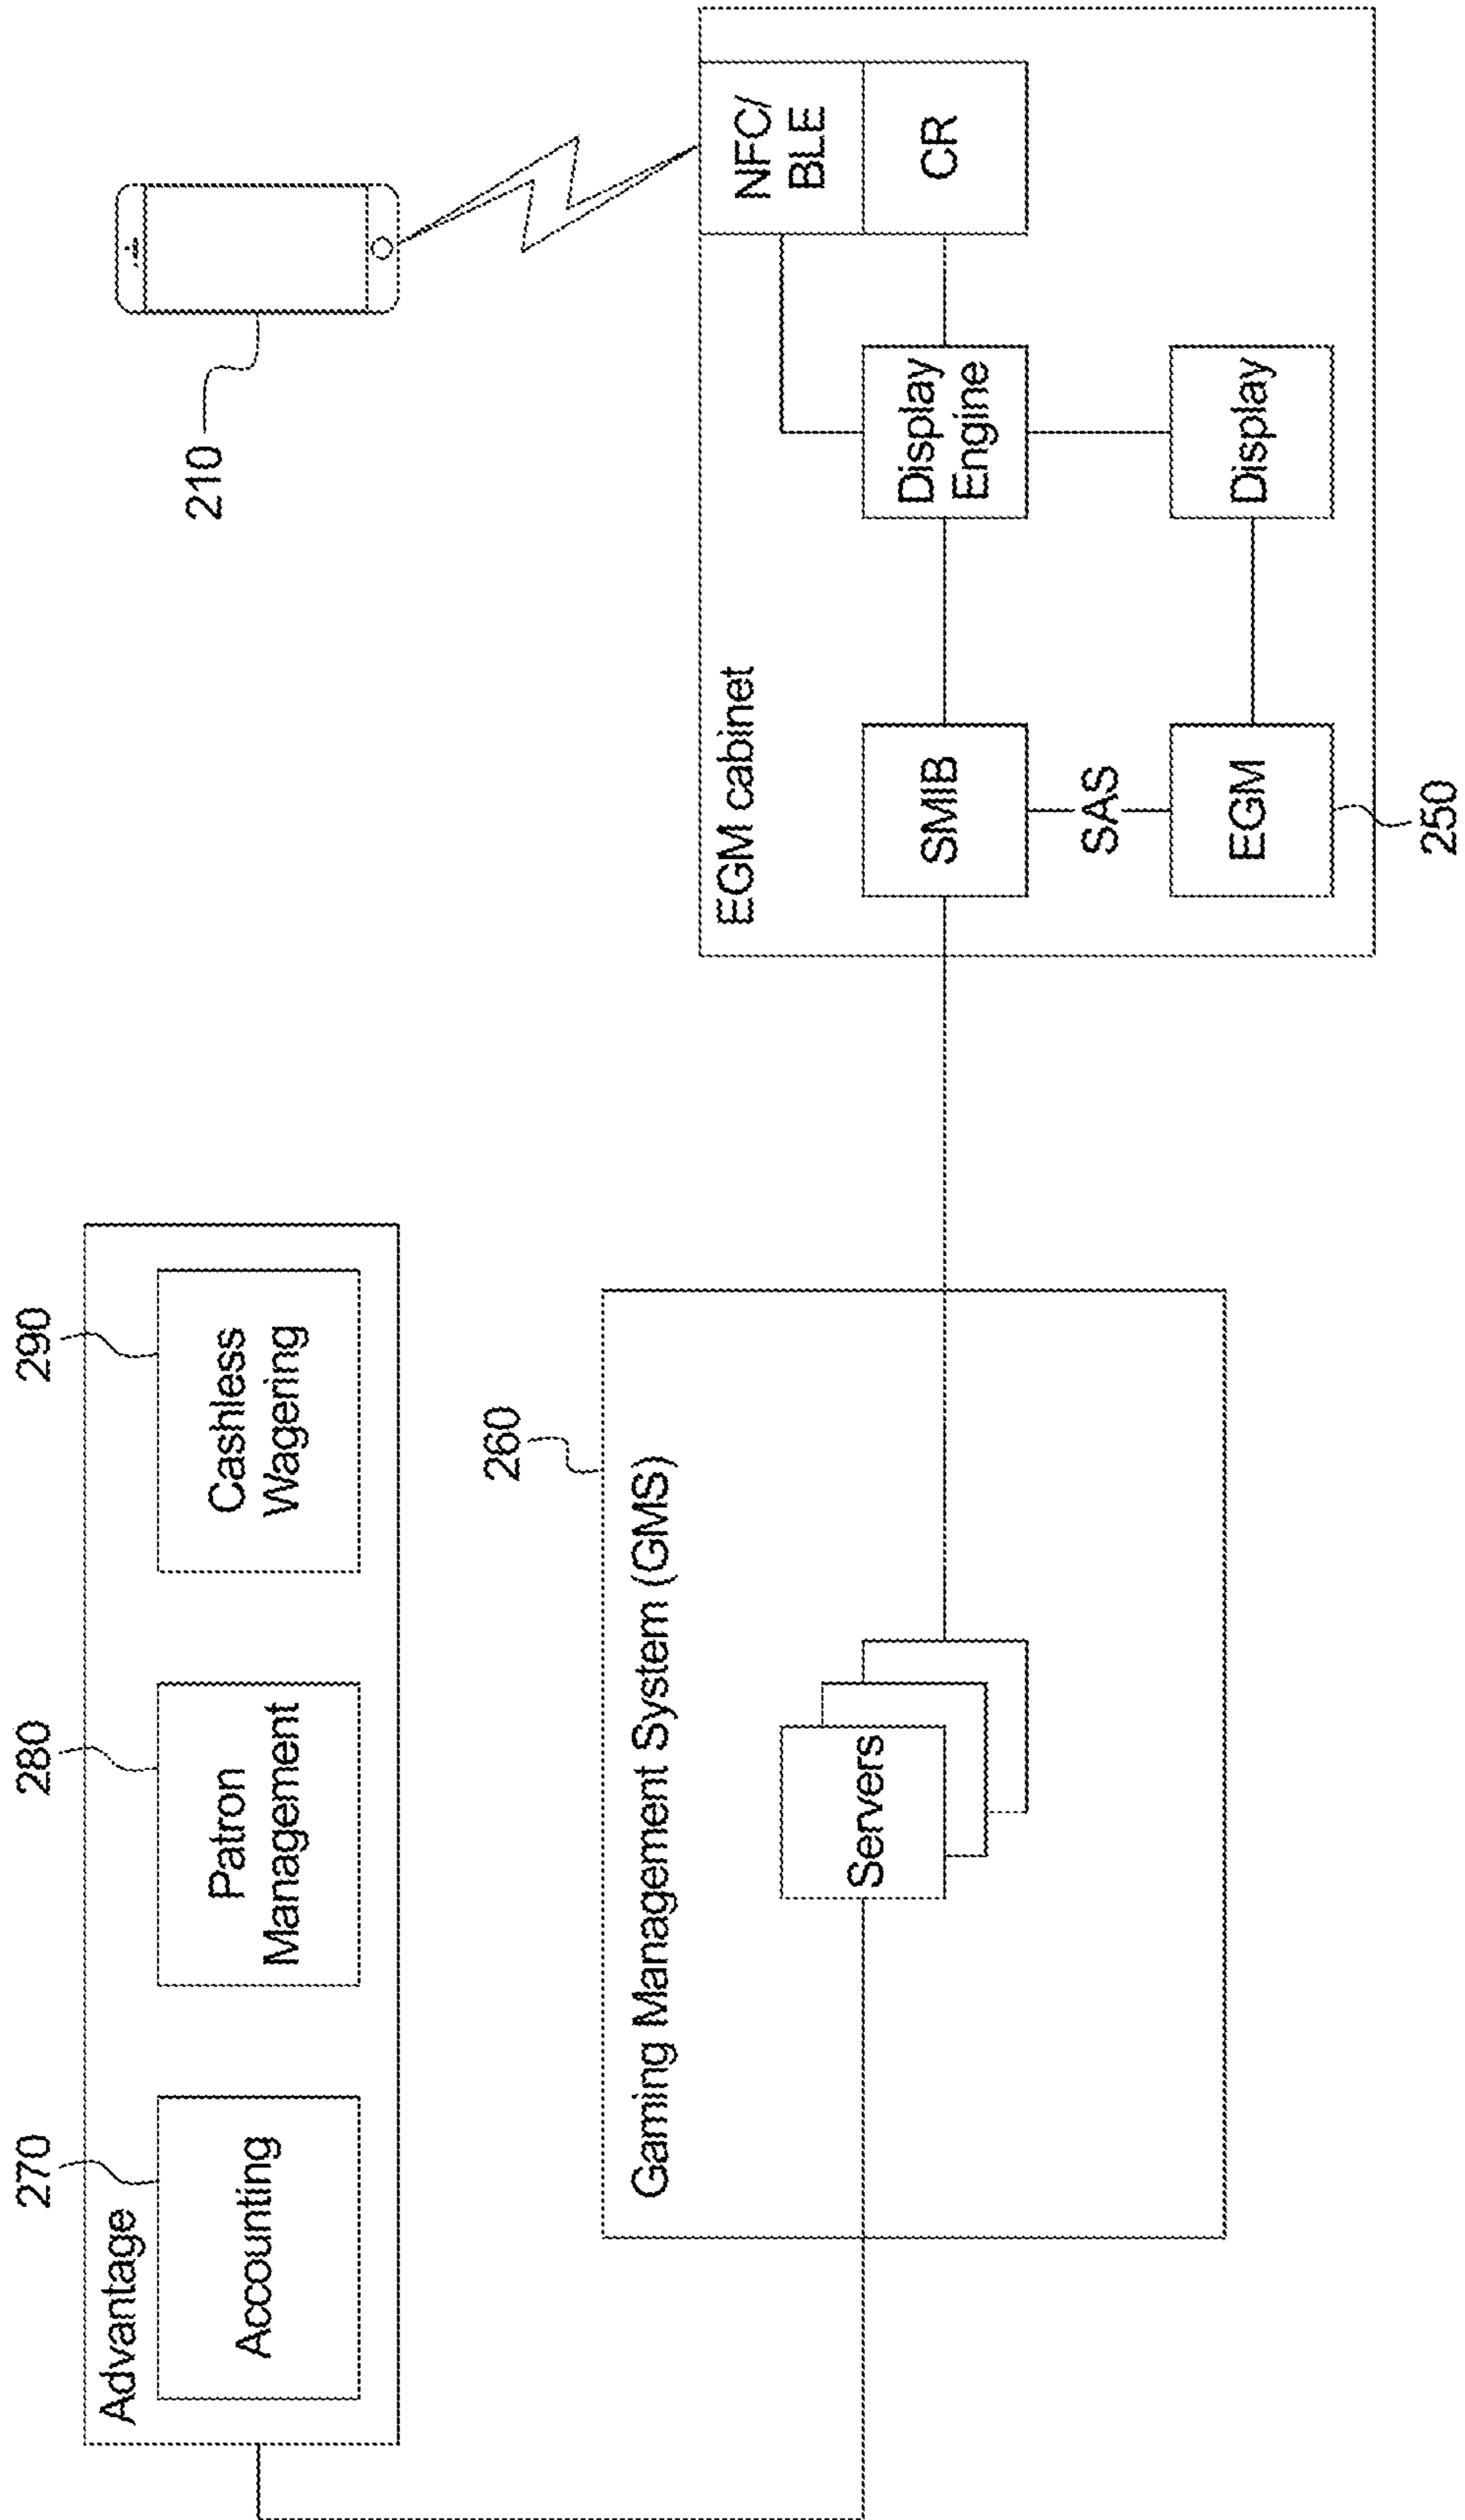 270
280
290
Advantage
Accounting
Patron
Management
Cashless
Wagering
210
260
Gaming Management System (GMS)
Servers
EGM cabinet
NFC/
BLE
CR
SMIB
Display
Engine
SAS
EGM
Display
250